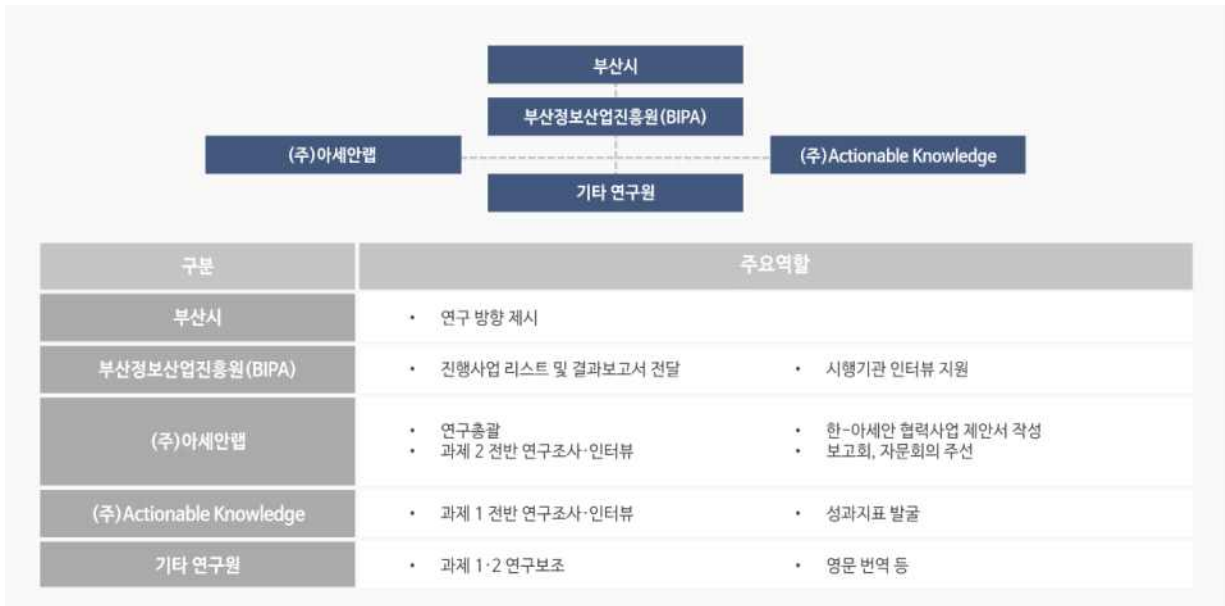 부산시
부산정보산업진흥원(BIPA)
(주)아세안랩
(주)Actionable Knowledge
기타 연구원
구분
주요역할
부산시
• 연구 방향 제시
부산정보산업진흥원(BIPA)
• 진행사업 리스트 및 결과보고서 전달
• 시행기관 인터뷰 지원
(주)아세안랩
• 연구총괄
• 과제 2 전반 연구조사·인터뷰
• 한-아세안 협력사업 제안서 작성
• 보고회, 자문회의 주선
(주)Actionable Knowledge
• 과제 1 전반 연구조사·인터뷰
• 성과지표 발굴
기타 연구원
• 과제 1·2 연구보조
• 영문 번역 등